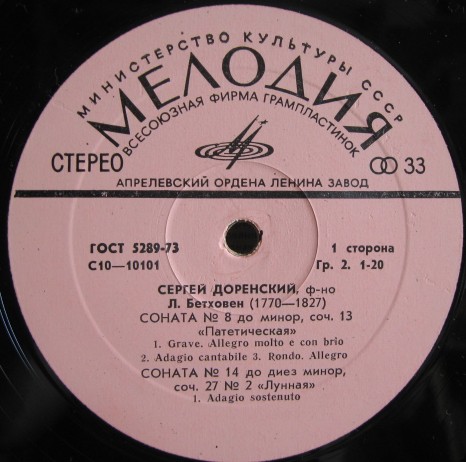 МИНИСТЕРСТВО КУЛЬТУРЫ СССР
МЕЛОДИЯ
ВСЕСОЮЗНАЯ ФИРМА ГРАМПЛАСТИНОК
СТЕРЕО 33
АПРЕЛЕВСКИЙ ОРДЕНА ЛЕНИНА ЗАВОД
ГОСТ 5289-73 1 сторона
С10—10101 Гр. 2. 1-20
СЕРГЕЙ ДОРЕНСКИЙ, ф-но
Л. Бетховен (1770—1827)
СОНАТА № 8 до минор, соч. 13
«Патетическая»
1. Grave. Allegro molto e con brio
2. Adagio cantabile 3. Rondo. Allegro
СОНАТА № 14 до диез минор,
соч. 27 № 2 «Лунная»
1. Adagio sostenuto